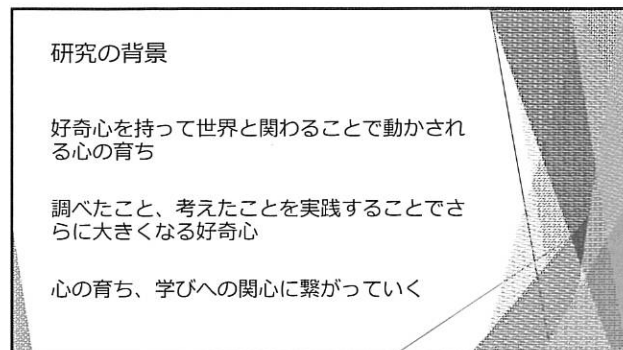 研究の背景
好奇心を持って世界と関わることで動かされ
る心の育ち
調べたこと、考えたことを実践することでさ
らに大きくなる好奇心
心の育ち、学びへの関心に繋がっていく